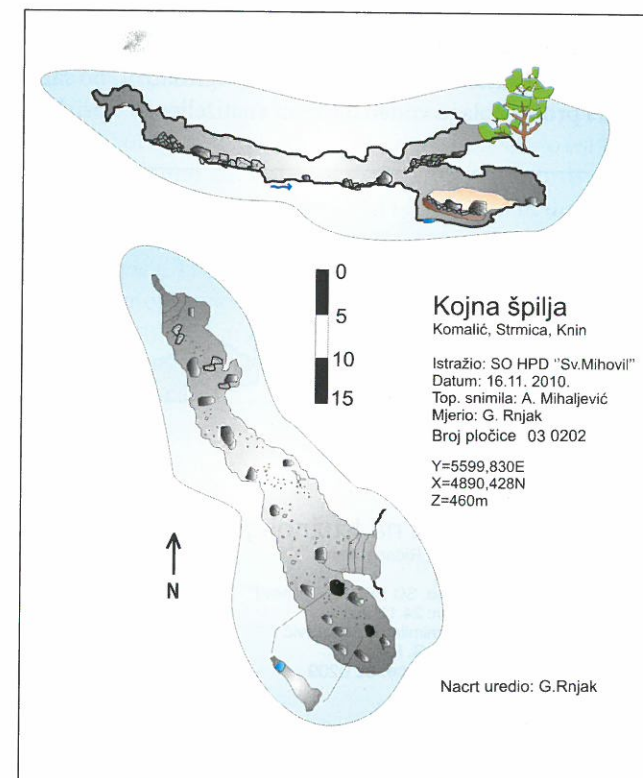 0
5
10
15
Kojna špilja
Komalić, Strmica, Knin
Istražio: SO HPD "Sv.Mihovil"
Datum: 16.11. 2010.
Top. snimila: A. Mihaljević
Mjerio: G. Rnjak
Broj pločice 03 0202
Y=5599,830E
X=4890,428N
Z=460m
N
Nacrt uredio: G.Rnjak